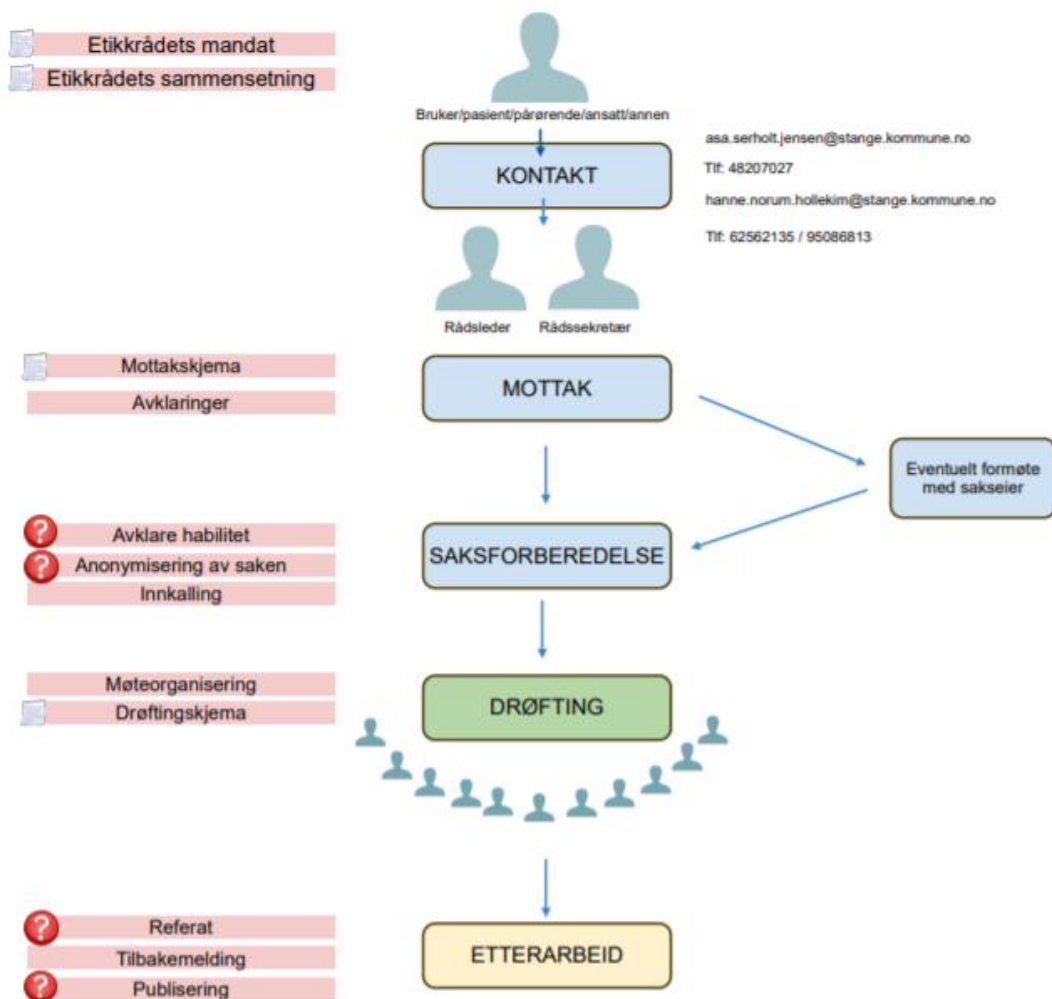 Etikkrådets mandat
Etikkrådets sammensetning
Bruker/pasient/pårørende/ansatt/annen
asa.serholt.jensen@stange.kommune.no
KONTAKT
Tlf: 48207027
hanne.norum.hollekim@stange.kommune.no
Tlf: 62562135 / 95086813
Rådsleder
Rådssekretær
Mottakskjema
MOTTAK
Avklaringer
Eventuelt formøte
med sakseier
Avklare habilitet
SAKSFORBEREDELSE
Anonymisering av saken
Innkalling
Møteorganisering
DRØFTING
Drøftingskjema
Referat
ETTERARBEID
Tilbakemelding
Publisering